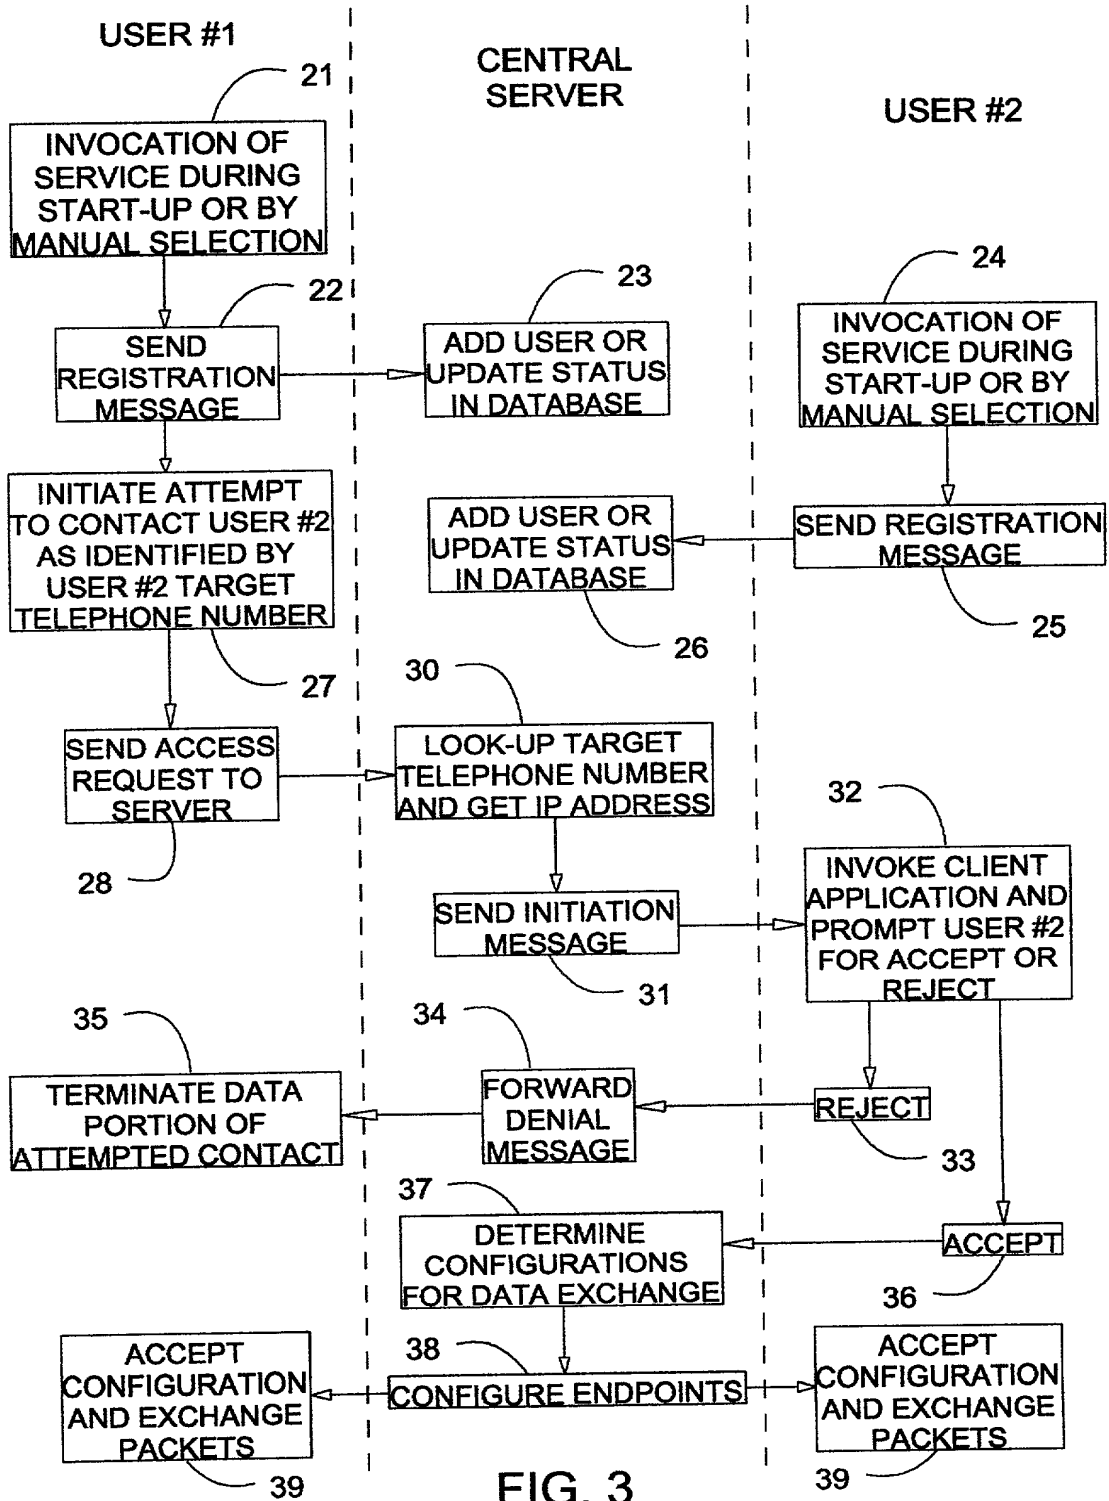 USER #1
CENTRAL
SERVER
USER #2
21
INVOCATION OF
SERVICE DURING
START-UP OR BY
MANUAL SELECTION
22
SEND
REGISTRATION
MESSAGE
23
ADD USER OR
UPDATE STATUS
IN DATABASE
24
INVOCATION OF
SERVICE DURING
START-UP OR BY
MANUAL SELECTION
SEND REGISTRATION
MESSAGE
25
ADD USER OR
UPDATE STATUS
IN DATABASE
26
INITIATE ATTEMPT
TO CONTACT USER #2
AS IDENTIFIED BY
USER #2 TARGET
TELEPHONE NUMBER
27
SEND ACCESS
REQUEST TO
SERVER
28
30
LOOK-UP TARGET
TELEPHONE NUMBER
AND GET IP ADDRESS
SEND INITIATION
MESSAGE
31
32
INVOKE CLIENT
APPLICATION AND
PROMPT USER #2
FOR ACCEPT OR
REJECT
REJECT
33
34
FORWARD
DENIAL
MESSAGE
35
TERMINATE DATA
PORTION OF
ATTEMPTED CONTACT
ACCEPT
36
37
DETERMINE
CONFIGURATIONS
FOR DATA EXCHANGE
38
CONFIGURE ENDPOINTS
ACCEPT
CONFIGURATION
AND EXCHANGE
PACKETS
39
ACCEPT
CONFIGURATION
AND EXCHANGE
PACKETS
39
FIG. 3